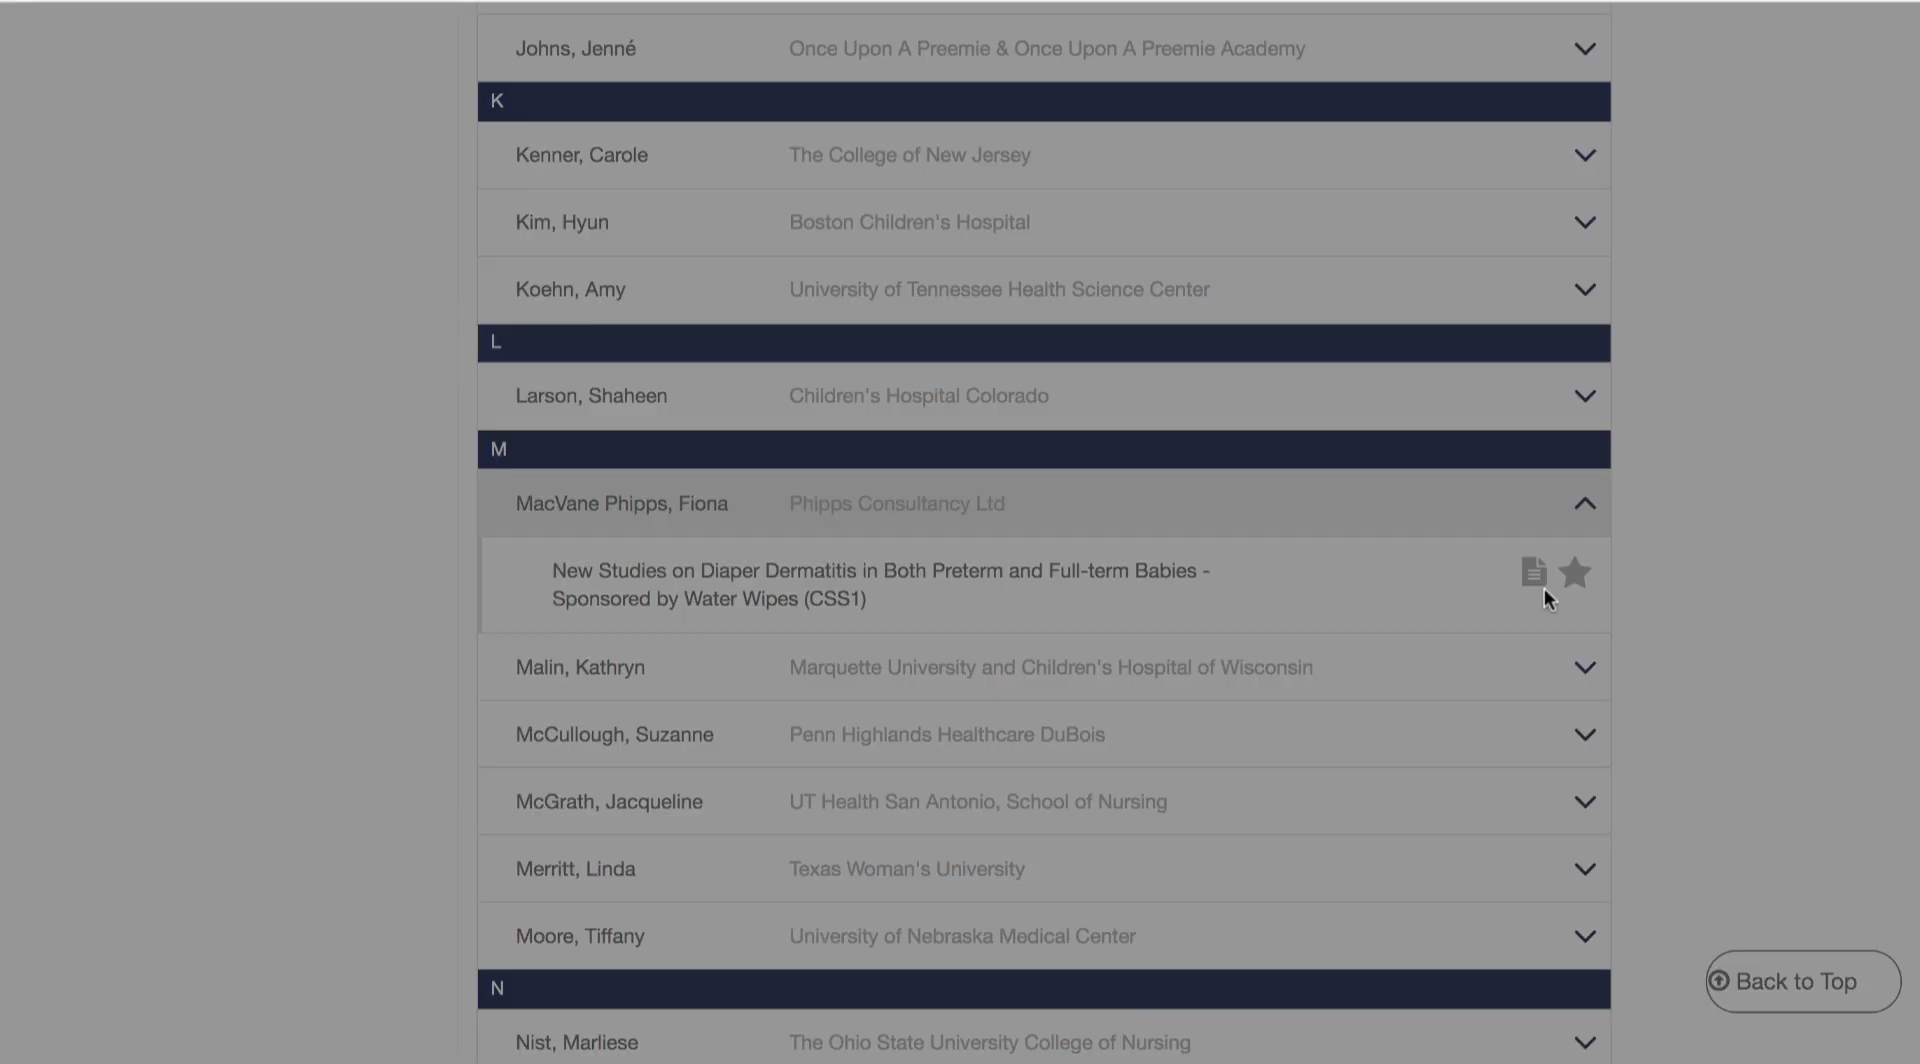 Johns, Jenné Once Upon A Preemie & Once Upon A Preemie Academy
K
Kenner, Carole The College of New Jersey
Kim, Hyun Boston Children's Hospital
Koehn, Amy University of Tennessee Health Science Center
L
Larson, Shaheen Children's Hospital Colorado
M
MacVane Phipps, Fiona Phipps Consultancy Ltd
New Studies on Diaper Dermatitis in Both Preterm and Full-term Babies -
Sponsored by Water Wipes (CSS1)
Malin, Kathryn Marquette University and Children's Hospital of Wisconsin
McCullough, Suzanne Penn Highlands Healthcare DuBois
McGrath, Jacqueline UT Health San Antonio, School of Nursing
Merritt, Linda Texas Woman's University
Moore, Tiffany University of Nebraska Medical Center
Back to Top
N
Nist, Marliese The Ohio State University College of Nursing